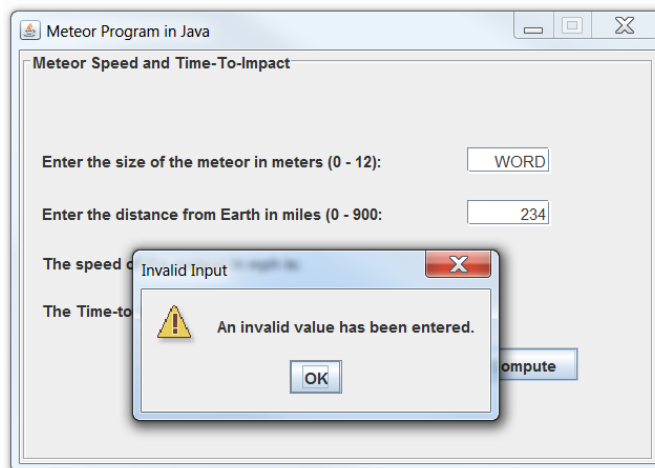 Meteor Program in Java
Meteor Speed and Time-To-Impact
Enter the size of the meteor in meters (0 - 12): WORD
Enter the distance from Earth in miles (0 - 900: 234
The speed
The Time-to
Invalid Input
An invalid value has been entered.
OK
ompute